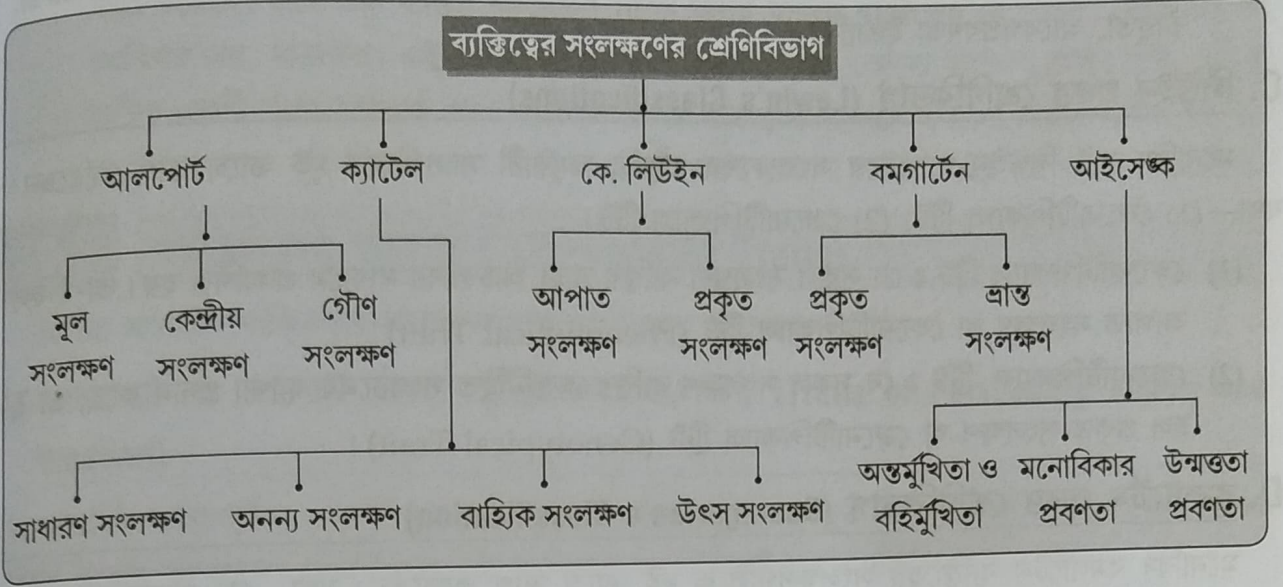 ব্যক্তিত্বের সংলক্ষণের শ্রেণিবিভাগ
আলপোর্ট
ক্যাটেল
কে. লিউইন
বমগার্টেন
আইসেঙ্ক
মূল
সংলক্ষণ
কেন্দ্রীয়
সংলক্ষণ
গৌণ
সংলক্ষণ
আপাত
সংলক্ষণ
প্রকৃত
সংলক্ষণ
প্রকৃত
সংলক্ষণ
ভ্রান্ত
সংলক্ষণ
সাধারণ সংলক্ষণ
অনন্য সংলক্ষণ
বাহ্যিক সংলক্ষণ
উৎস সংলক্ষণ
অন্তর্মুখিতা ও
বহির্মুখিতা
মনোবিকার
প্রবণতা
উন্মত্ততা
প্রবণতা